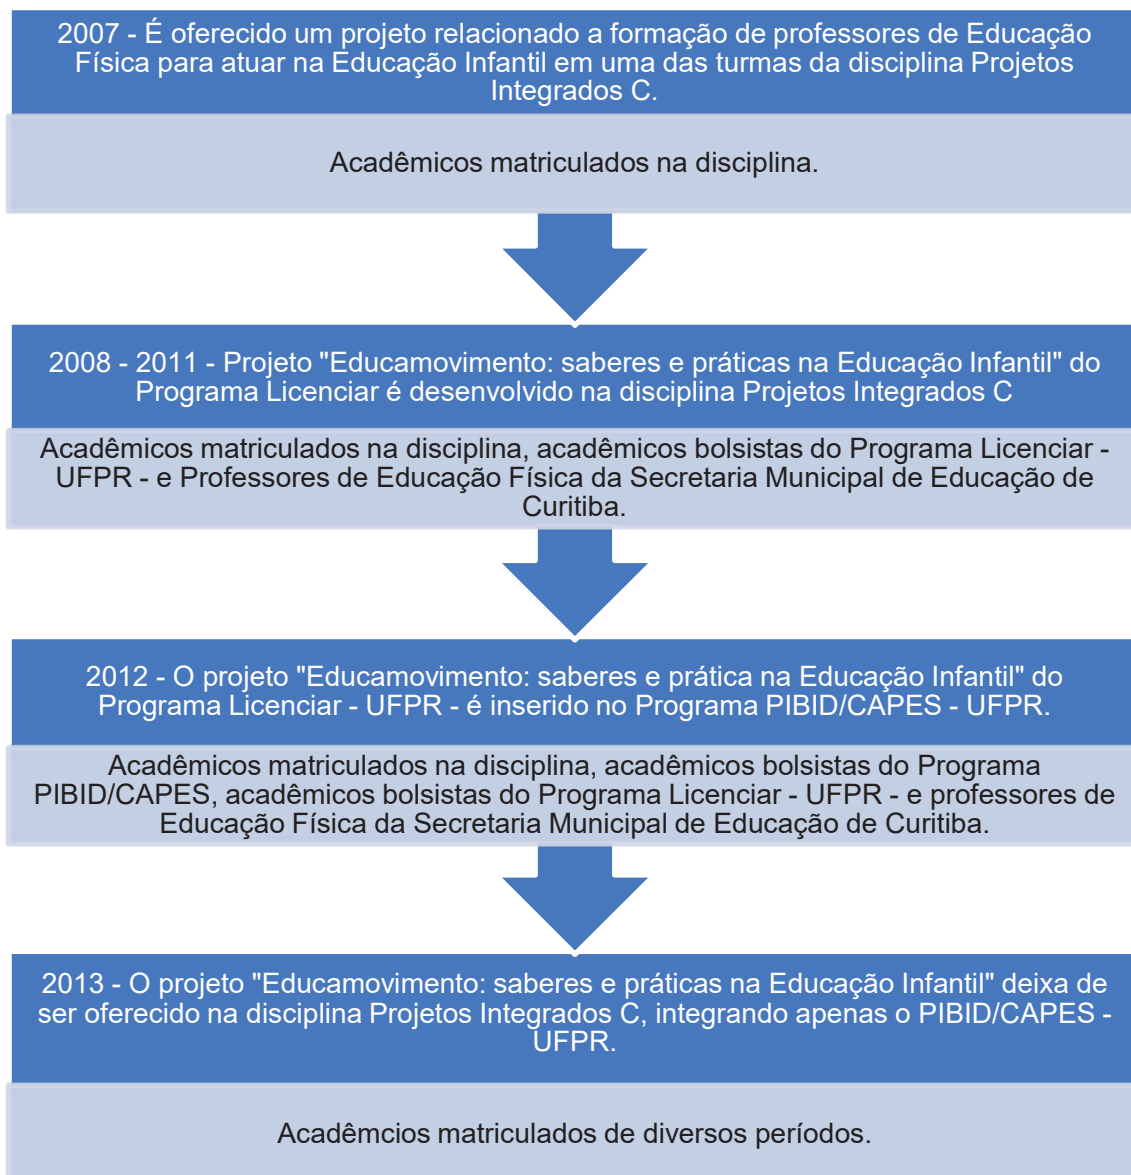 2007 - É oferecido um projeto relacionado a formação de professores de Educação
Física para atuar na Educação Infantil em uma das turmas da disciplina Projetos
Integrados C.
Acadêmicos matriculados na disciplina.
2008 - 2011 - Projeto "Educamovimento: saberes e práticas na Educação Infantil" do
Programa Licenciar é desenvolvido na disciplina Projetos Integrados C
Acadêmicos matriculados na disciplina, acadêmicos bolsistas do Programa Licenciar -
UFPR - e Professores de Educação Física da Secretaria Municipal de Educação de
Curitiba.
2012 - O projeto "Educamovimento: saberes e prática na Educação Infantil" do
Programa Licenciar - UFPR - é inserido no Programa PIBID/CAPES - UFPR.
Acadêmicos matriculados na disciplina, acadêmicos bolsistas do Programa
PIBID/CAPES, acadêmicos bolsistas do Programa Licenciar - UFPR - e professores de
Educação Física da Secretaria Municipal de Educação de Curitiba.
2013 - O projeto "Educamovimento: saberes e práticas na Educação Infantil" deixa de
ser oferecido na disciplina Projetos Integrados C, integrando apenas o PIBID/CAPES -
UFPR.
Acadêmcios matriculados de diversos períodos.